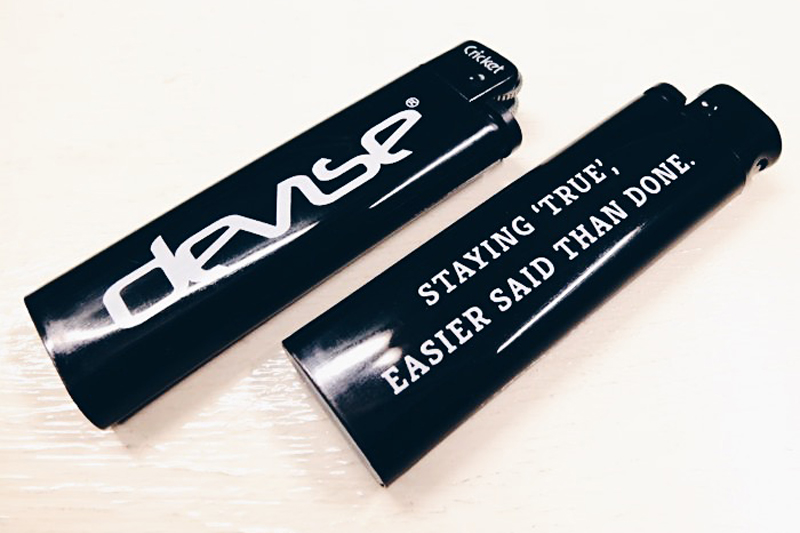 Cricket
devise®
STAYING 'TRUE',
EASIER SAID THAN DONE.